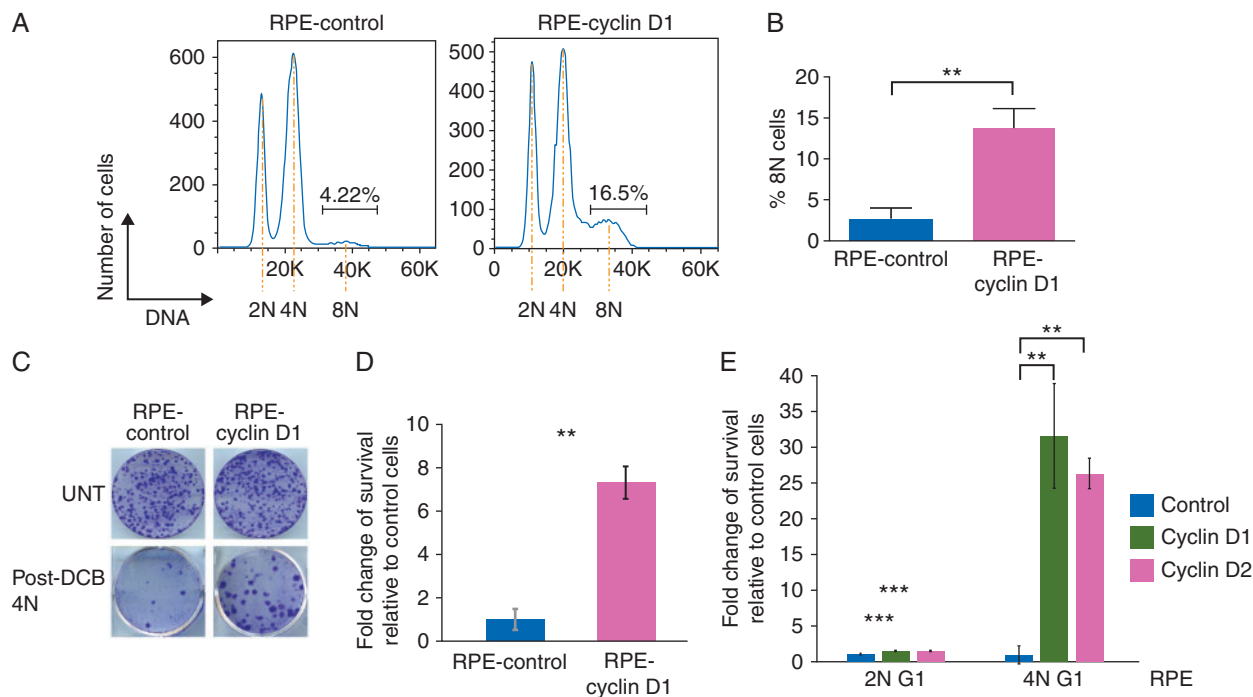 A
RPE-control
RPE-cyclin D1
Number of cells
600
400
200
0
4.22%
20K
40K
60K
2N
4N
8N
500
400
300
200
100
0
16.5%
0
20K
40K
60K
2N
4N
8N
DNA
B
% 8N cells
20
15
10
5
0
**
RPE-control
RPE-
cyclin D1
C
RPE-
control
RPE-
cyclin D1
UNT
Post-DCB
4N
D
Fold change of survival
relative to control cells
10
8
6
4
2
0
**
RPE-control
RPE-
cyclin D1
E
Fold change of survival
relative to control cells
40
35
30
25
20
15
10
5
0
***
***
**
**
2N G1
4N G1
RPE
Control
Cyclin D1
Cyclin D2